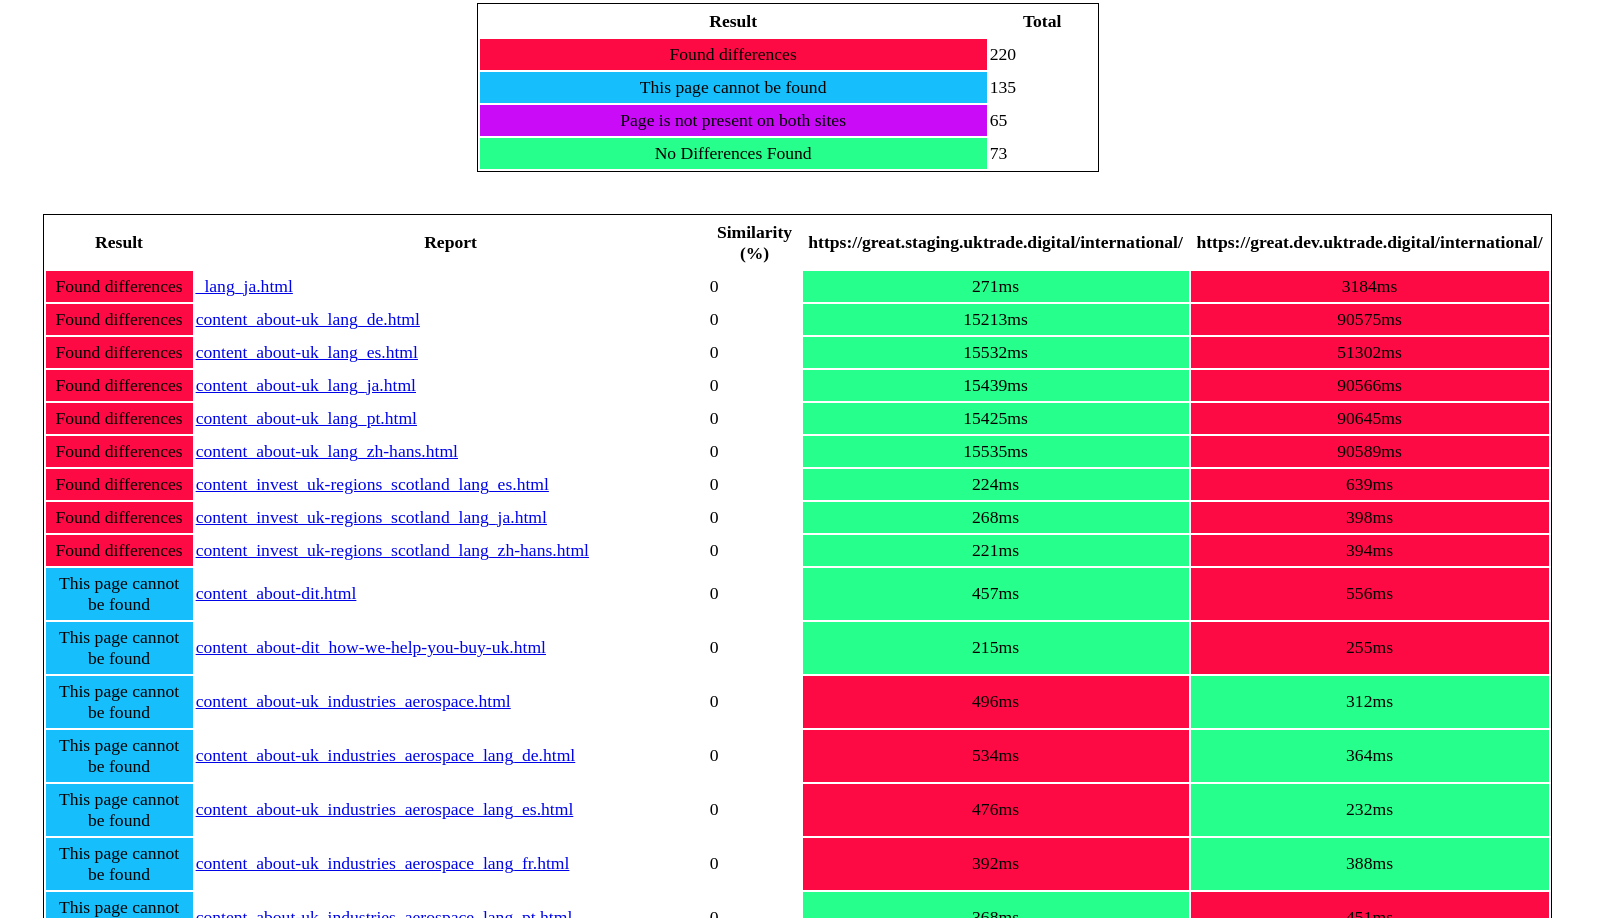 Result Total
Found differences 220
This page cannot be found 135
Page is not present on both sites 65
No Differences Found 73
Result Report Similarity (%) https://great.staging.uktrade.digital/international/ https://great.dev.uktrade.digital/international/
Found differences _lang_ja.html 0 271ms 3184ms
Found differences content_about-uk_lang_de.html 0 15213ms 90575ms
Found differences content_about-uk_lang_es.html 0 15532ms 51302ms
Found differences content_about-uk_lang_ja.html 0 15439ms 90566ms
Found differences content_about-uk_lang_pt.html 0 15425ms 90645ms
Found differences content_about-uk_lang_zh-hans.html 0 15535ms 90589ms
Found differences content_invest_uk-regions_scotland_lang_es.html 0 224ms 639ms
Found differences content_invest_uk-regions_scotland_lang_ja.html 0 268ms 398ms
Found differences content_invest_uk-regions_scotland_lang_zh-hans.html 0 221ms 394ms
This page cannot be found content_about-dit.html 0 457ms 556ms
This page cannot be found content_about-dit_how-we-help-you-buy-uk.html 0 215ms 255ms
This page cannot be found content_about-uk_industries_aerospace.html 0 496ms 312ms
This page cannot be found content_about-uk_industries_aerospace_lang_de.html 0 534ms 364ms
This page cannot be found content_about-uk_industries_aerospace_lang_es.html 0 476ms 232ms
This page cannot be found content_about-uk_industries_aerospace_lang_fr.html 0 392ms 388ms
This page cannot content_about-uk_industries_aerospace_lang_pt.html 0 368ms 451ms